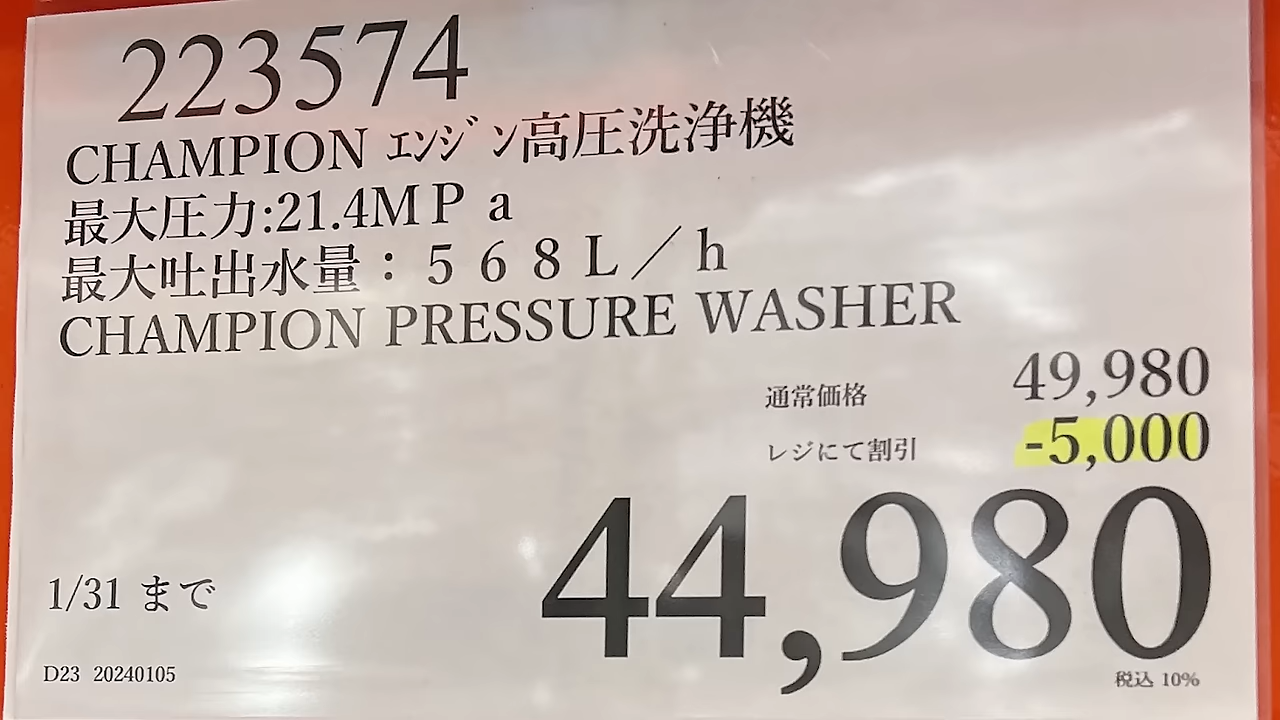 223574
CHAMPION ｴﾝｼﾞﾝ高圧洗浄機
最大圧力:21.4MＰａ
最大吐出水量：５６８Ｌ／ｈ
CHAMPION PRESSURE WASHER
通常価格 49,980
レジにて割引 -5,000
44,980
1/31 まで
税込 10%
D23 20240105